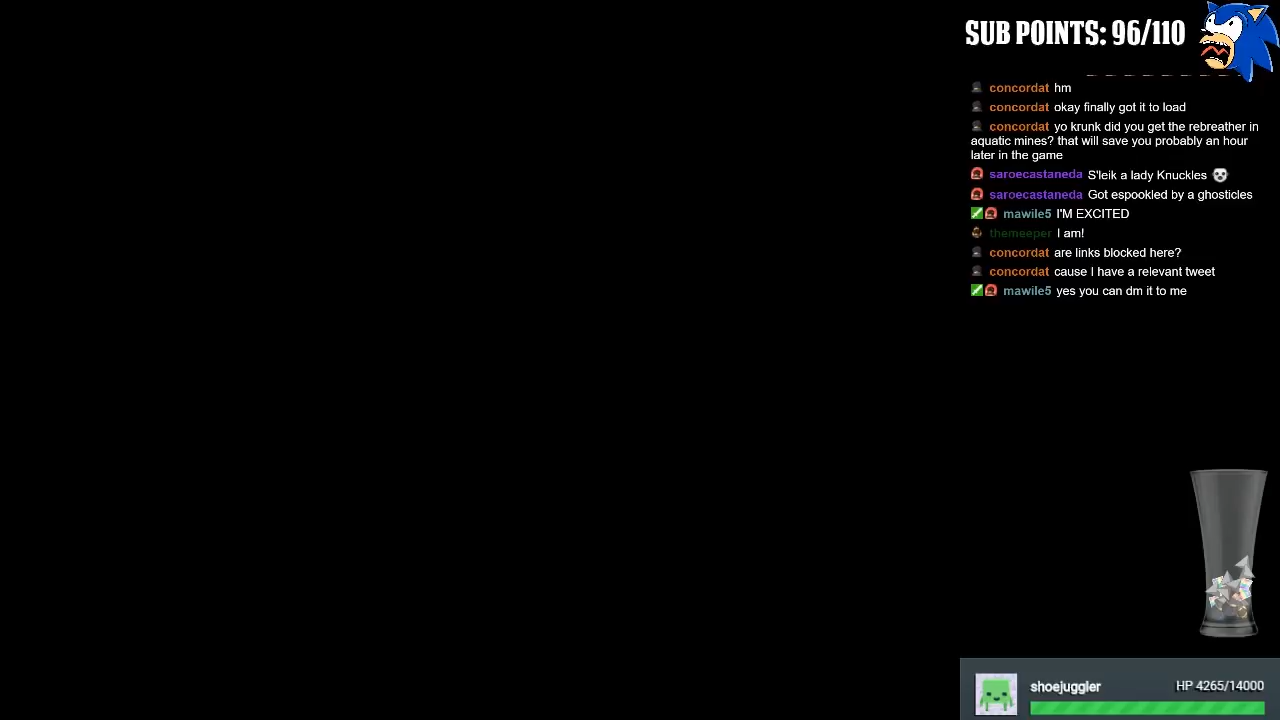 SUB POINTS: 96/110
concordat hm
concordat okay finally got it to load
concordat yo krunk did you get the rebreather in
aquatic mines? that will save you probably an hour
later in the game
saroecastaneda S'leik a lady Knuckles
saroecastaneda Got espookled by a ghosticles
mawile5 I'M EXCITED
themeeper I am!
concordat are links blocked here?
concordat cause I have a relevant tweet
mawile5 yes you can dm it to me
shoejuggler HP 4265/14000